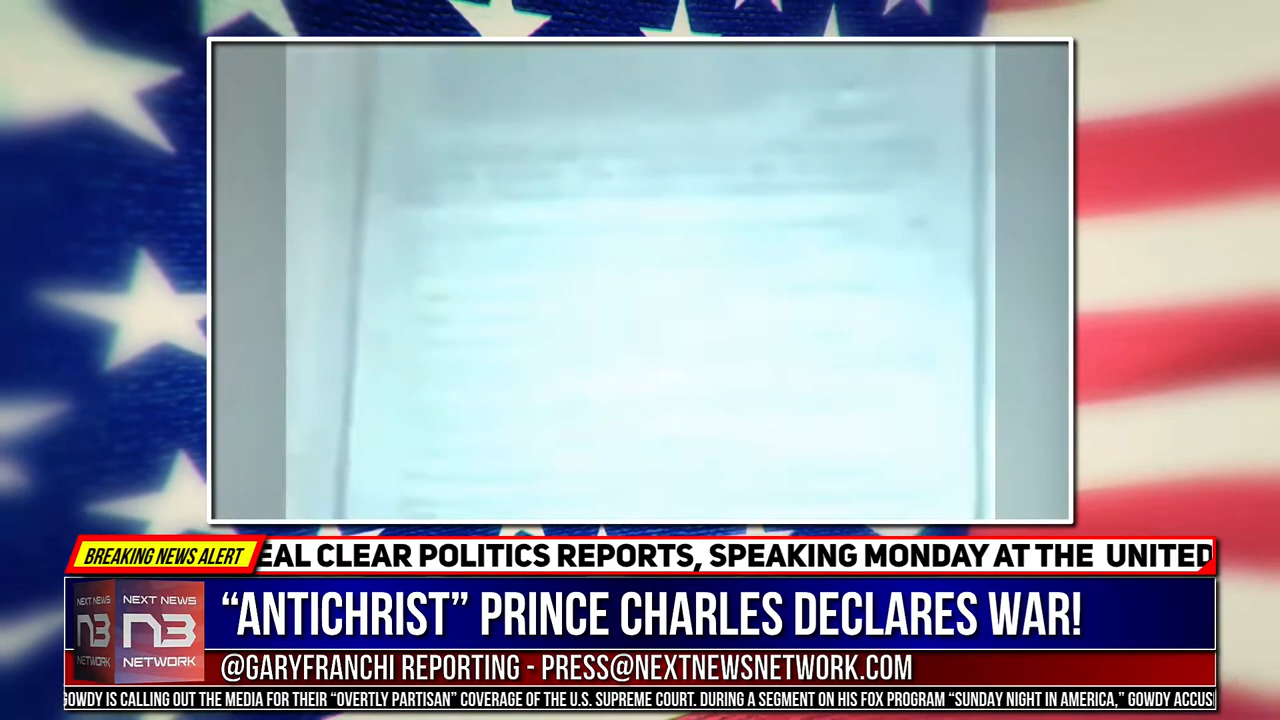 BREAKING NEWS ALERT
EAL CLEAR POLITICS REPORTS, SPEAKING MONDAY AT THE UNITED
NEXT NEWS
N3
NETWORK
NEXT NEWS
N3
NETWORK
“ANTICHRIST” PRINCE CHARLES DECLARES WAR!
@GARYFRANCHI REPORTING - PRESS@NEXTNEWSNETWORK.COM
GOWDY IS CALLING OUT THE MEDIA FOR THEIR “OVERTLY PARTISAN” COVERAGE OF THE U.S. SUPREME COURT. DURING A SEGMENT ON HIS FOX PROGRAM “SUNDAY NIGHT IN AMERICA,” GOWDY ACCUS